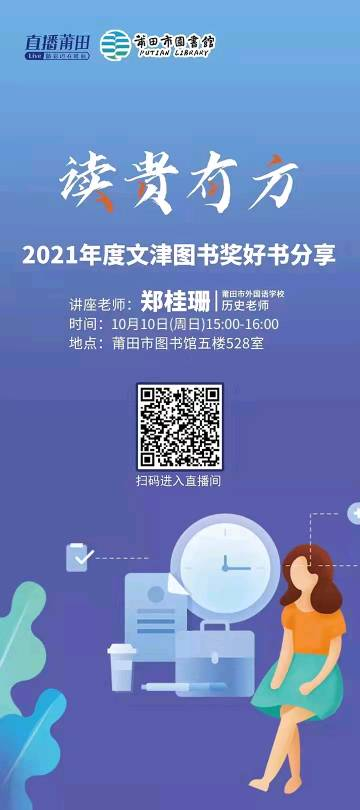 直播莆田
Live
莆田市图書館
PUTIAN LIBRARY
读贵有方
2021年度文津图书奖好书分享
讲座老师：郑桂珊
莆田市外国语学校
历史老师
时间：10月10日(周日)15:00-16:00
地点：莆田市图书馆五楼528室
扫码进入直播间